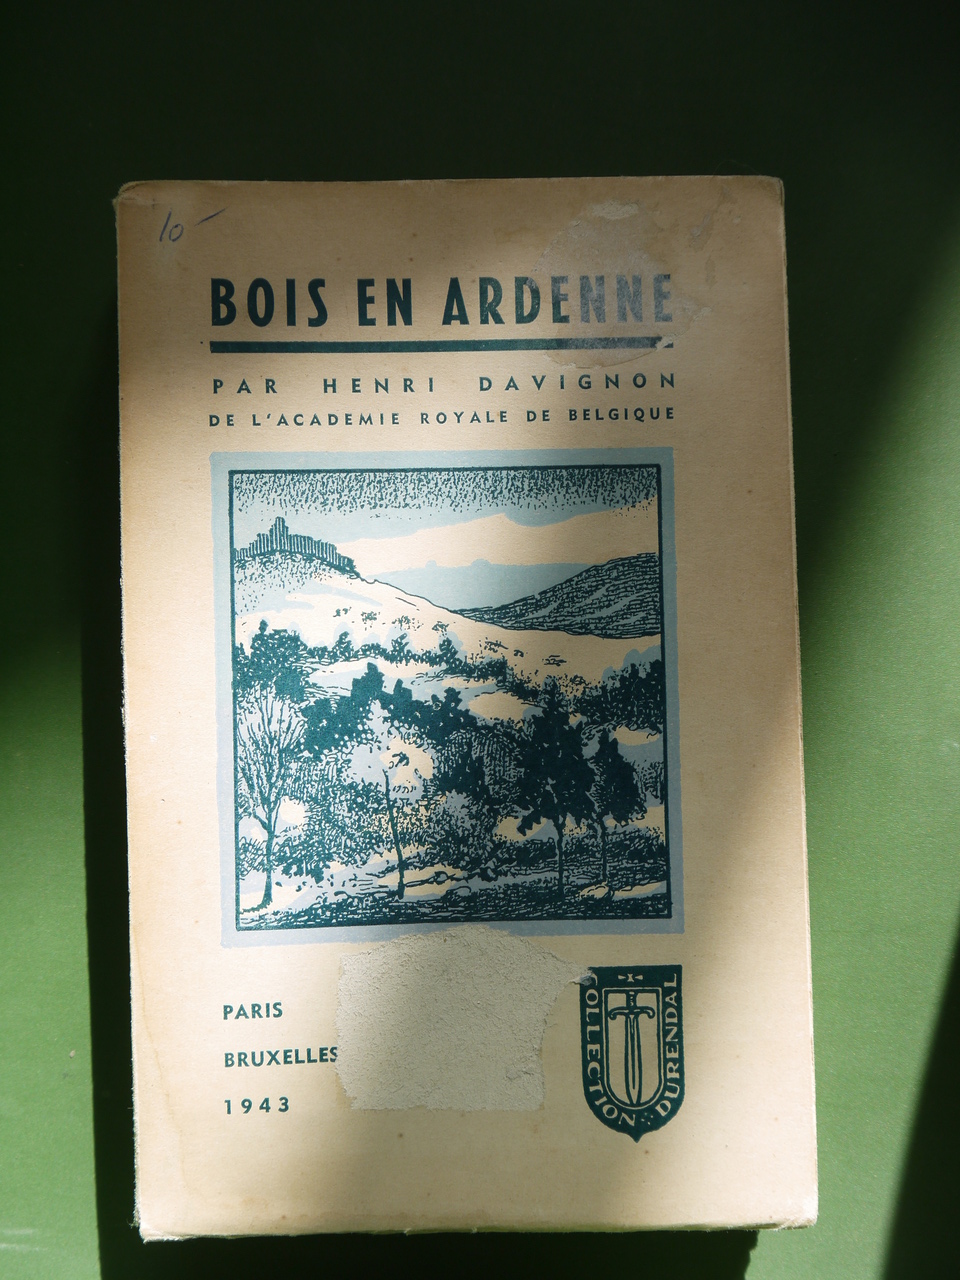 10-
BOIS EN ARDENNE
PAR HENRI DAVIGNON
DE L'ACADEMIE ROYALE DE BELGIQUE
PARIS
BRUXELLES
1943
COLLECTION DURENDAL